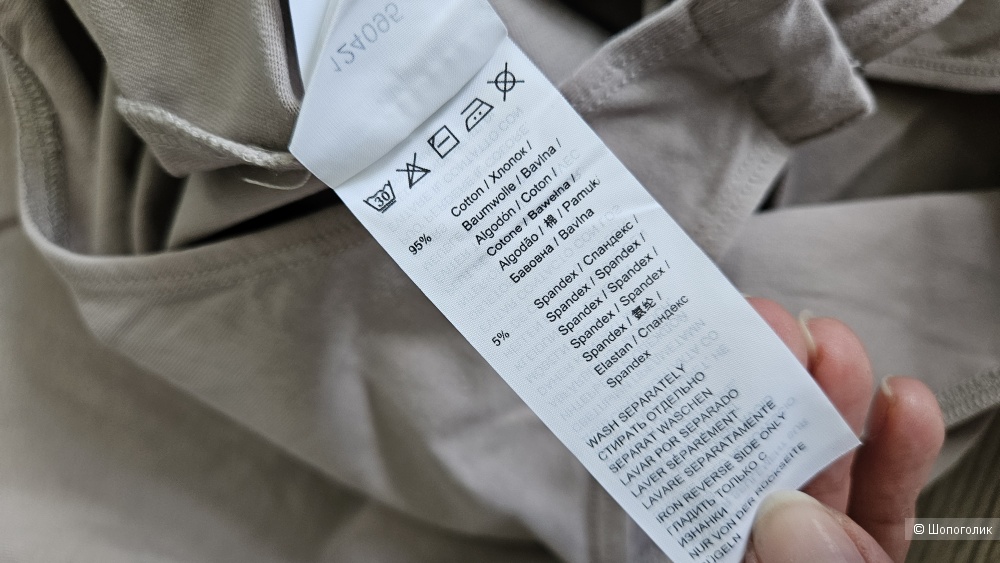 124095
30
95%
Cotton / Хлопок /
Baumwolle / Bavlna /
Algodón / Coton /
Cotone / Bawełna /
Algodão / 棉 / Pamuk
Бавовна / Bavlna
5%
Spandex / Спандекс /
Spandex / Spandex /
Spandex / Spandex /
Spandex / Spandex /
Spandex / 氨纶 /
Elastan / Спандекс
Spandex
WASH SEPARATELY
СТИРАТЬ ОТДЕЛЬНО
SEPARAT WASCHEN
LAVAR POR SEPARADO
LAVER SÉPARÉMENT
LAVARE SEPARATAMENTE
IRON REVERSE SIDE ONLY
ГЛАДИТЬ ТОЛЬКО С
ИЗНАНКИ
NUR VON DER RÜCKSEITE
BÜGELN
© Шопоголик